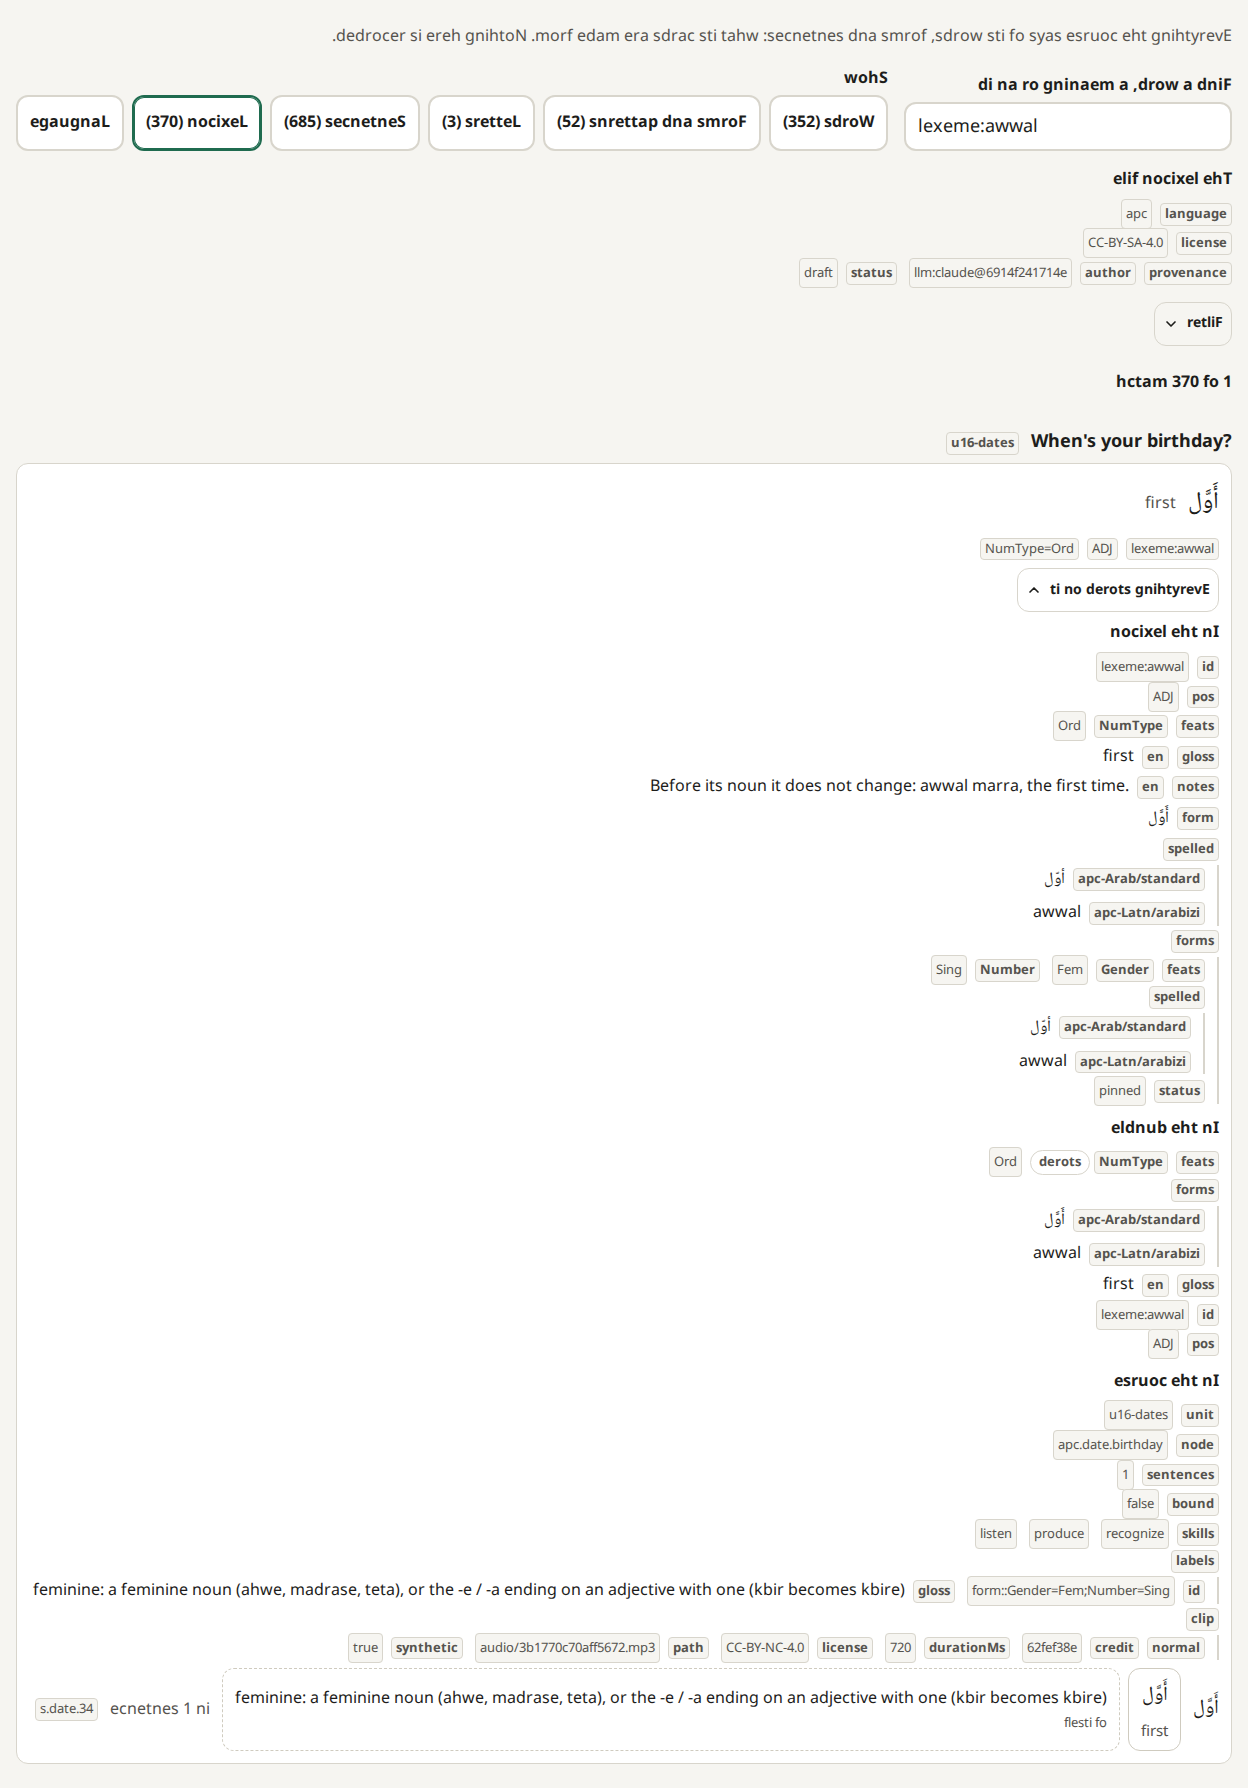 .dedrocer si ereh gnihtoN .morf edam era sdrac sti tahw :secnetnes dna smrof ,sdrow sti fo syas esruoc eht gnihtyrevE
di na ro gninaem a ,drow a dniF
lexeme:awwal
wohS
(352) sdroW
(52) snrettap dna smroF
(3) sretteL
(685) secnetneS
(370) nocixeL
egaugnaL
elif nocixel ehT
language apc
license CC-BY-SA-4.0
provenance author llm:claude@6914f241714e status draft
retliF
hctam 370 fo 1
When's your birthday? u16-dates
أَوَّل first
lexeme:awwal ADJ NumType=Ord
ti no derots gnihtyrevE
nocixel eht nI
id lexeme:awwal
pos ADJ
feats NumType Ord
gloss en first
notes en Before its noun it does not change: awwal marra, the first time.
form أَوَّل
spelled
apc-Arab/standard أوّل
apc-Latn/arabizi awwal
forms
feats Gender Fem Number Sing
spelled
apc-Arab/standard أوّل
apc-Latn/arabizi awwal
status pinned
eldnub eht nI
feats NumType derots Ord
forms
apc-Arab/standard أَوَّل
apc-Latn/arabizi awwal
gloss en first
id lexeme:awwal
pos ADJ
esruoc eht nI
unit u16-dates
node apc.date.birthday
sentences 1
bound false
skills recognize produce listen
labels
id form::Gender=Fem;Number=Sing gloss feminine: a feminine noun (ahwe, madrase, teta), or the -e / -a ending on an adjective with one (kbir becomes kbire)
clip
normal credit 62fef38e durationMs 720 license CC-BY-NC-4.0 path audio/3b1770c70aff5672.mp3 synthetic true
أَوَّل
أَوَّل
first
feminine: a feminine noun (ahwe, madrase, teta), or the -e / -a ending on an adjective with one (kbir becomes kbire)
flesti fo
ecnetnes 1 ni
s.date.34